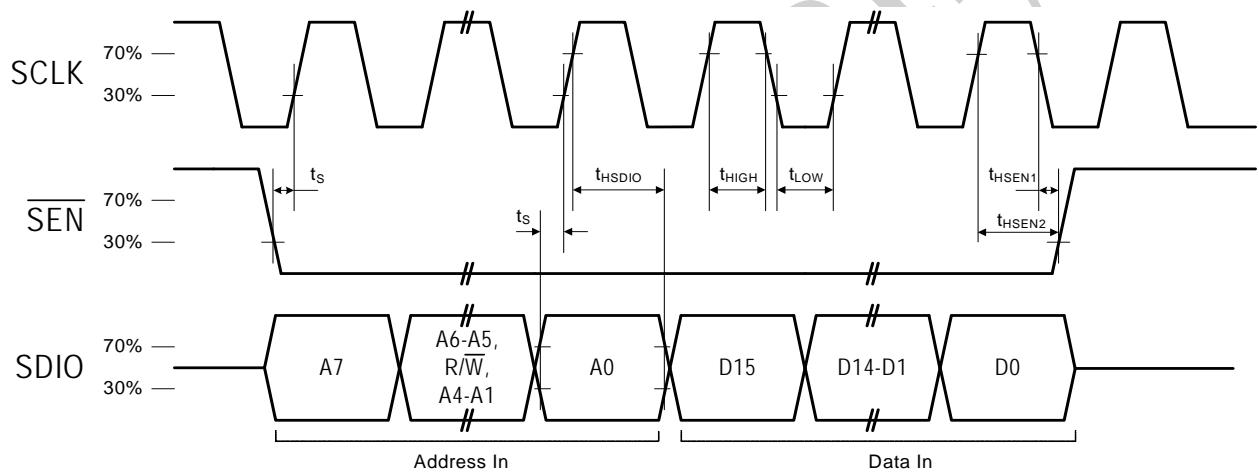 SCLK
70%
30%
SEN
70%
30%
tS
tHSDIO
tS
tHIGH
tLOW
tHSEN1
tHSEN2
SDIO
70%
30%
A7
A6-A5,
R/W,
A4-A1
A0
D15
D14-D1
D0
Address In
Data In